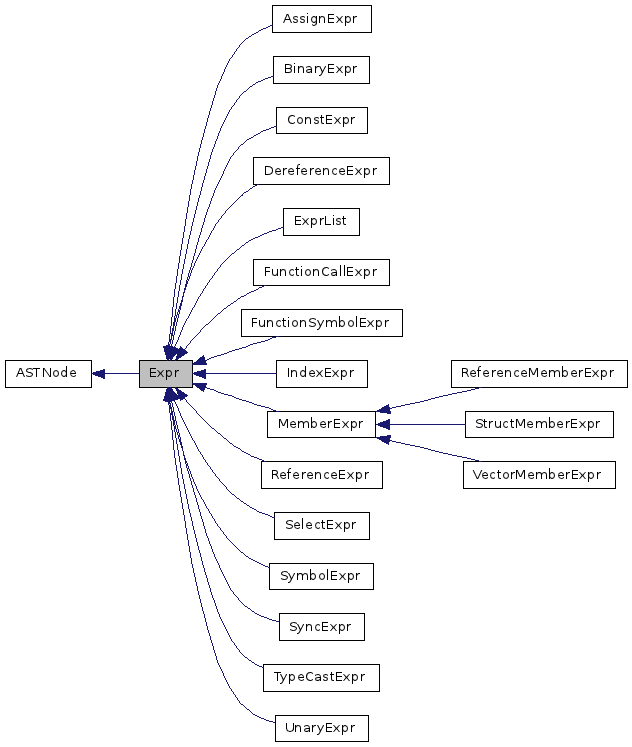 AssignExpr
BinaryExpr
ConstExpr
DereferenceExpr
ExprList
FunctionCallExpr
FunctionSymbolExpr
ASTNode
Expr
IndexExpr
ReferenceMemberExpr
MemberExpr
StructMemberExpr
ReferenceExpr
VectorMemberExpr
SelectExpr
SymbolExpr
SyncExpr
TypeCastExpr
UnaryExpr